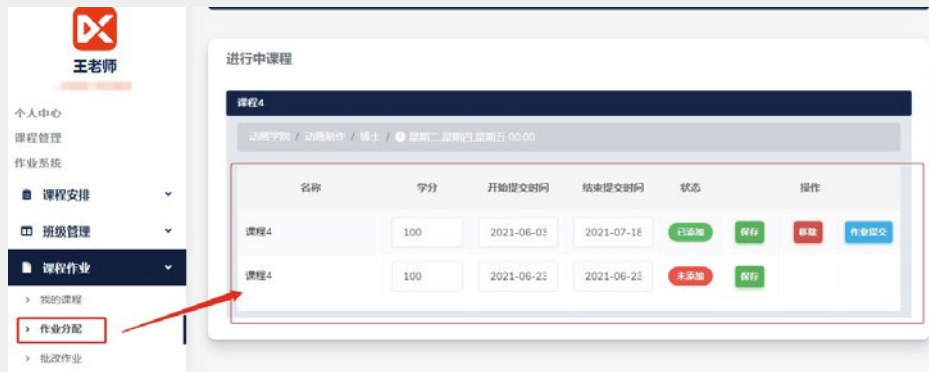 王老师
个人中心
课程管理
作业系统
课程安排
班级管理
课程作业
我的课程
作业分配
批改作业
进行中课程
课程4
动画学院 / 动画制作 / 博士 / 星期二,星期四,星期五 00:00
名称 学分 开始提交时间 结束提交时间 状态 操作
课程4 100 2021-06-03 2021-07-18 已添加 保存 移除 作业提交
课程4 100 2021-06-23 2021-06-23 未添加 保存